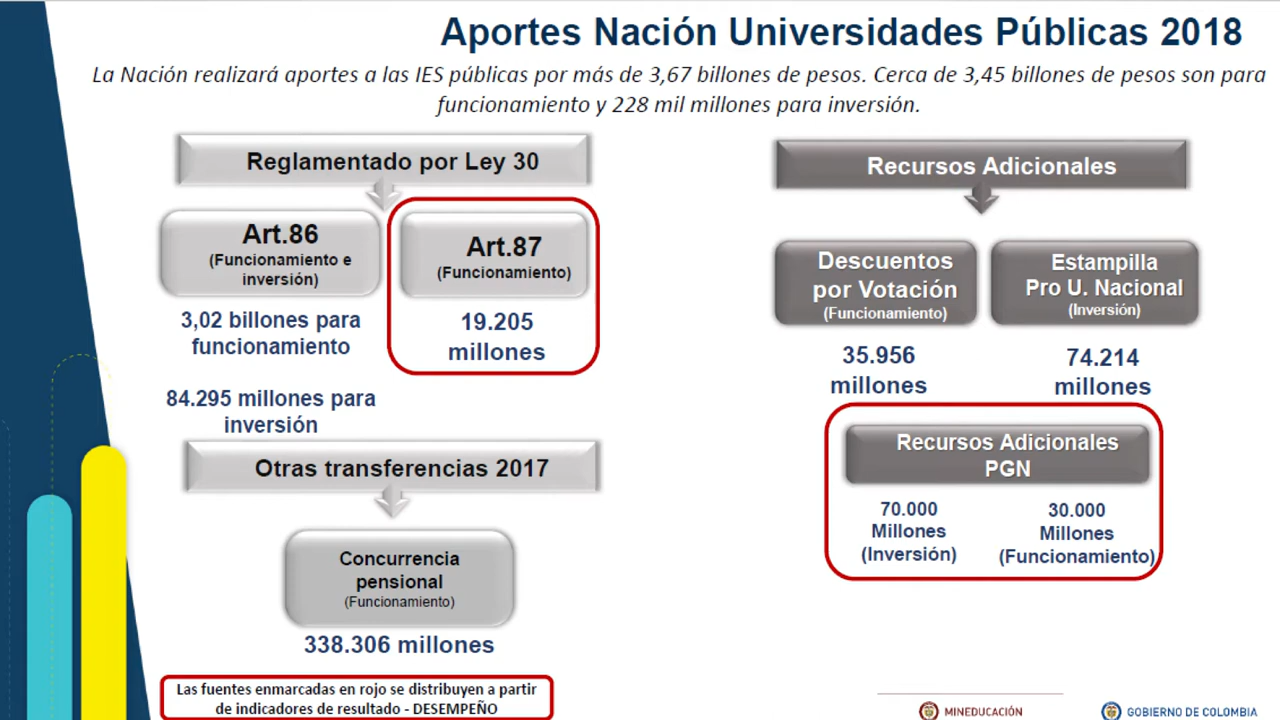 Aportes Nación Universidades Públicas 2018
La Nación realizará aportes a las IES públicas por más de 3,67 billones de pesos. Cerca de 3,45 billones de pesos son para
funcionamiento y 228 mil millones para inversión.
Reglamentado por Ley 30
Art.86
(Funcionamiento e
inversión)
3,02 billones para
funcionamiento
84.295 millones para
inversión
Art.87
(Funcionamiento)
19.205
millones
Otras transferencias 2017
Concurrencia
pensional
(Funcionamiento)
338.306 millones
Las fuentes enmarcadas en rojo se distribuyen a partir
de indicadores de resultado - DESEMPEÑO
Recursos Adicionales
Descuentos
por Votación
(Funcionamiento)
35.956
millones
Estampilla
Pro U. Nacional
(Inversión)
74.214
millones
Recursos Adicionales
PGN
70.000
Millones
(Inversión)
30.000
Millones
(Funcionamiento)
MINEDUCACIÓN
GOBIERNO DE COLOMBIA